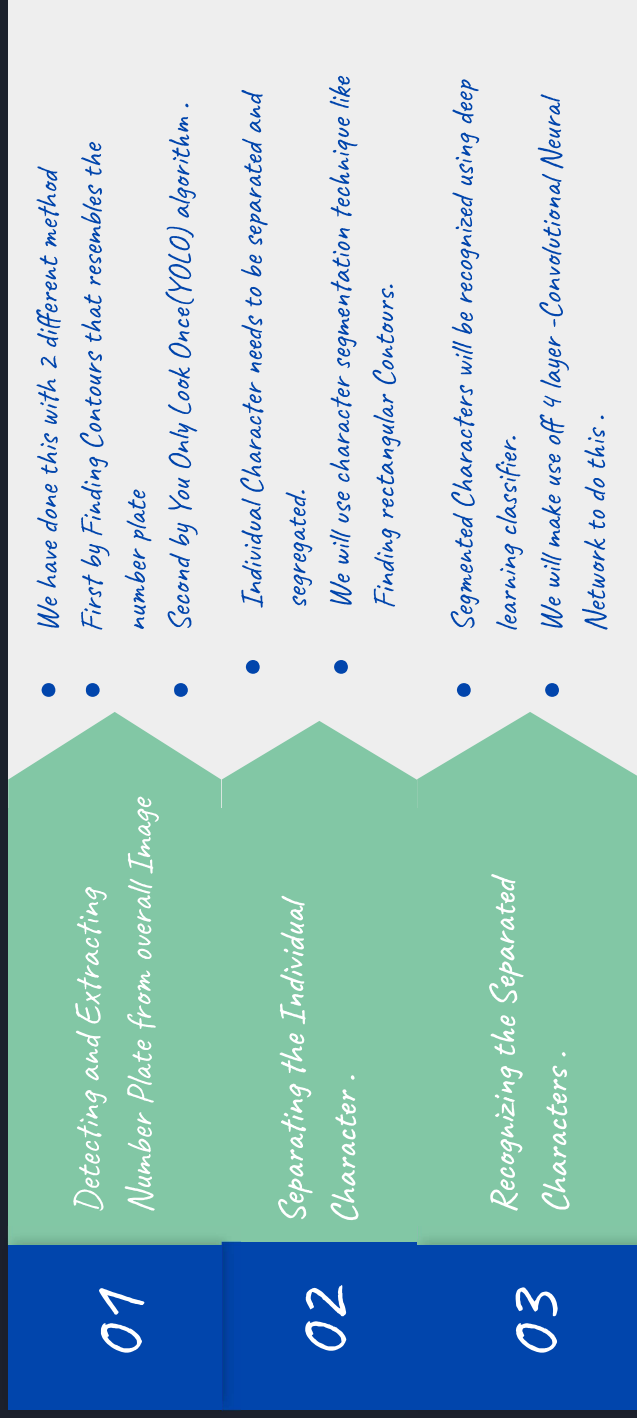 01
Detecting and Extracting
Number Plate from overall Image
We have done this with 2 different method
First by Finding Contours that resembles the
number plate
Second by You Only Look Once(YOLO) algorithm.
02
Separating the Individual
Character.
Individual Character needs to be separated and
segregated.
We will use character segmentation technique like
Finding rectangular Contours.
03
Recognizing the Separated
Characters.
Segmented Characters will be recognized using deep
learning classifier.
We will make use off 4 layer -Convolutional Neural
Network to do this.